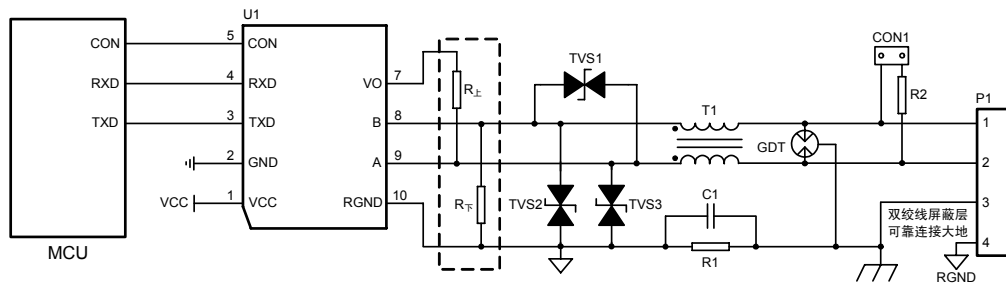 U1
CON 5 CON
RXD 4 RXD
TXD 3 TXD
2 GND
VCC 1 VCC
MCU
VO 7
B 8
A 9
RGND 10
R上
R下
TVS1
TVS2
TVS3
T1
C1
R1
GDT
CON1
R2
P1
1
2
3
4
双绞线屏蔽层
可靠连接大地
RGND